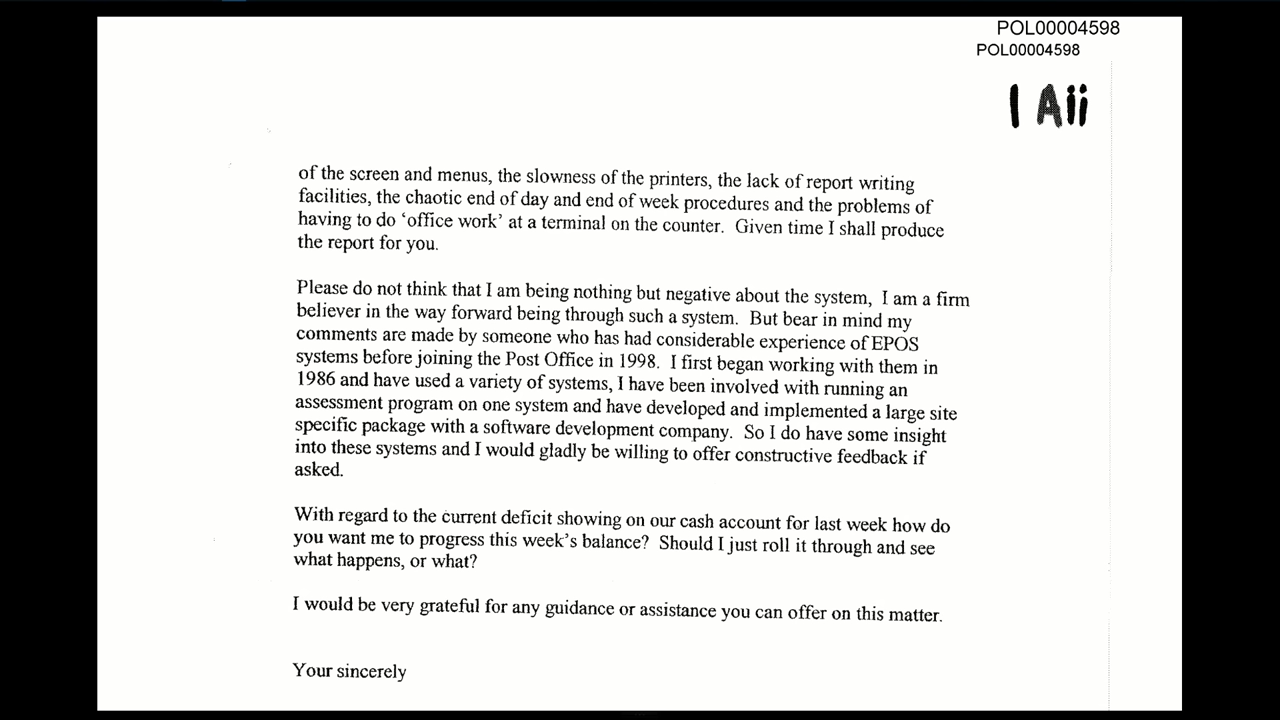 POL00004598
POL00004598
1 Aii
of the screen and menus, the slowness of the printers, the lack of report writing
facilities, the chaotic end of day and end of week procedures and the problems of
having to do ‘office work’ at a terminal on the counter.  Given time I shall produce
the report for you.
Please do not think that I am being nothing but negative about the system,  I am a firm
believer in the way forward being through such a system.  But bear in mind my
comments are made by someone who has had considerable experience of EPOS
systems before joining the Post Office in 1998.  I first began working with them in
1986 and have used a variety of systems, I have been involved with running an
assessment program on one system and have developed and implemented a large site
specific package with a software development company.  So I do have some insight
into these systems and I would gladly be willing to offer constructive feedback if
asked.
With regard to the current deficit showing on our cash account for last week how do
you want me to progress this week’s balance?  Should I just roll it through and see
what happens, or what?
I would be very grateful for any guidance or assistance you can offer on this matter.
Your sincerely